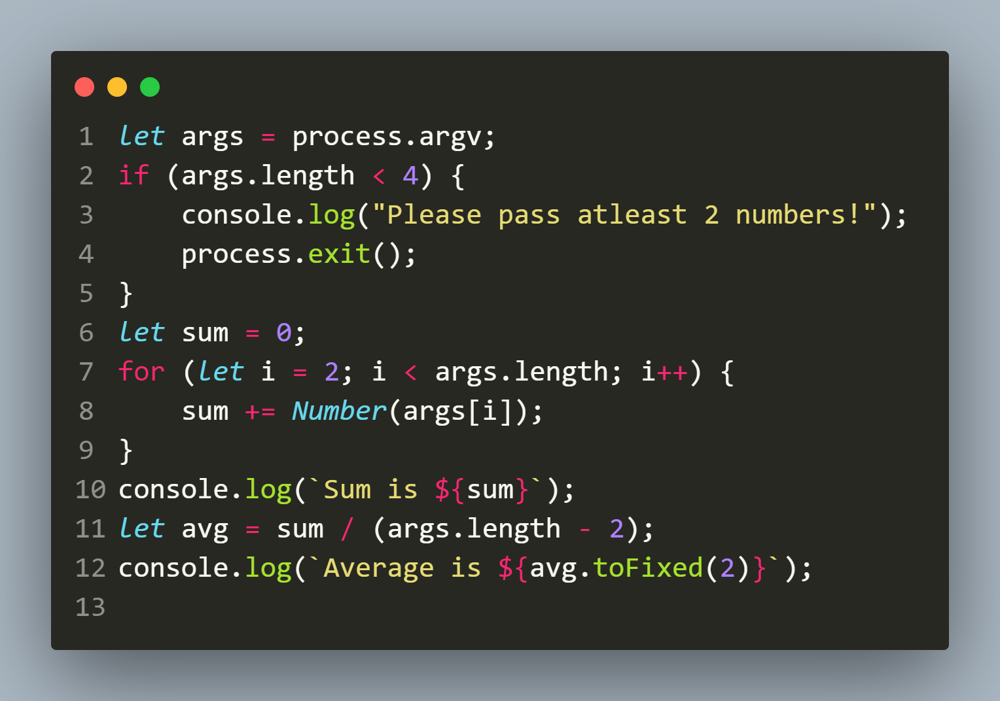 1 let args = process.argv;
2 if (args.length < 4) {
3     console.log("Please pass atleast 2 numbers!");
4     process.exit();
5 }
6 let sum = 0;
7 for (let i = 2; i < args.length; i++) {
8     sum += Number(args[i]);
9 }
10 console.log(`Sum is ${sum}`);
11 let avg = sum / (args.length - 2);
12 console.log(`Average is ${avg.toFixed(2)}`);
13